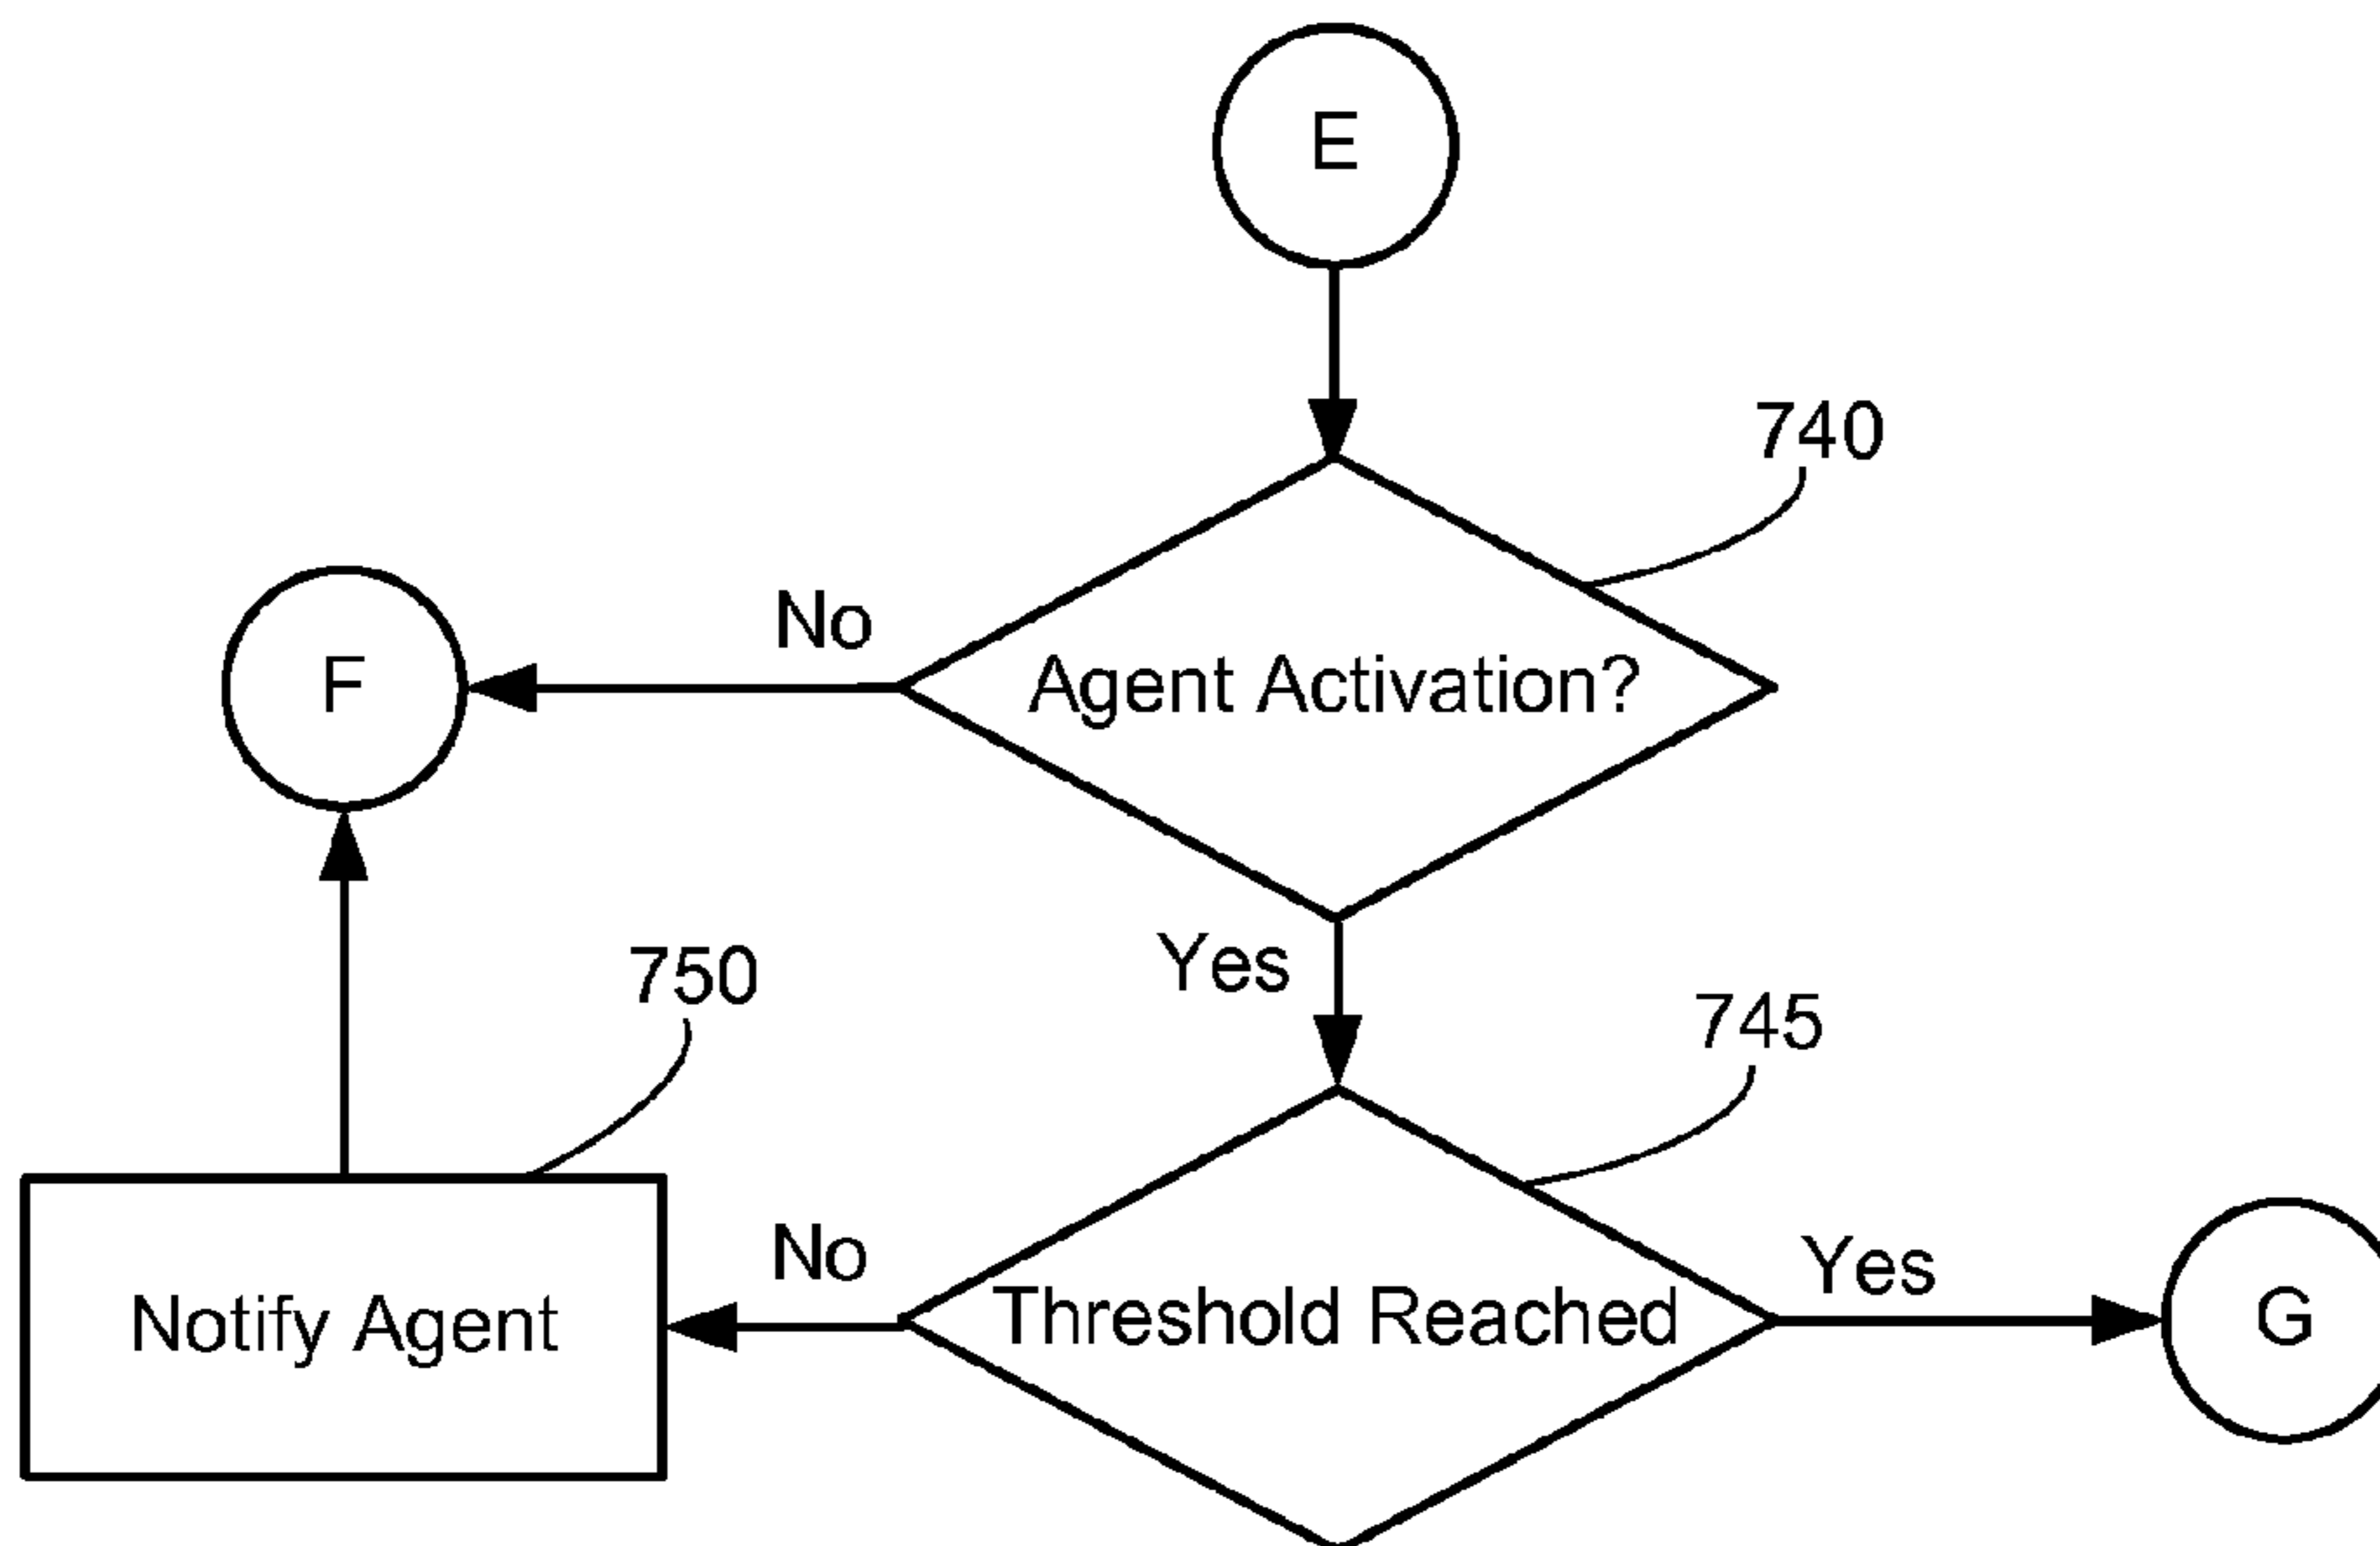 E
740
No
F
Agent Activation?
Yes
750
745
No
Yes
Notify Agent
Threshold Reached
G